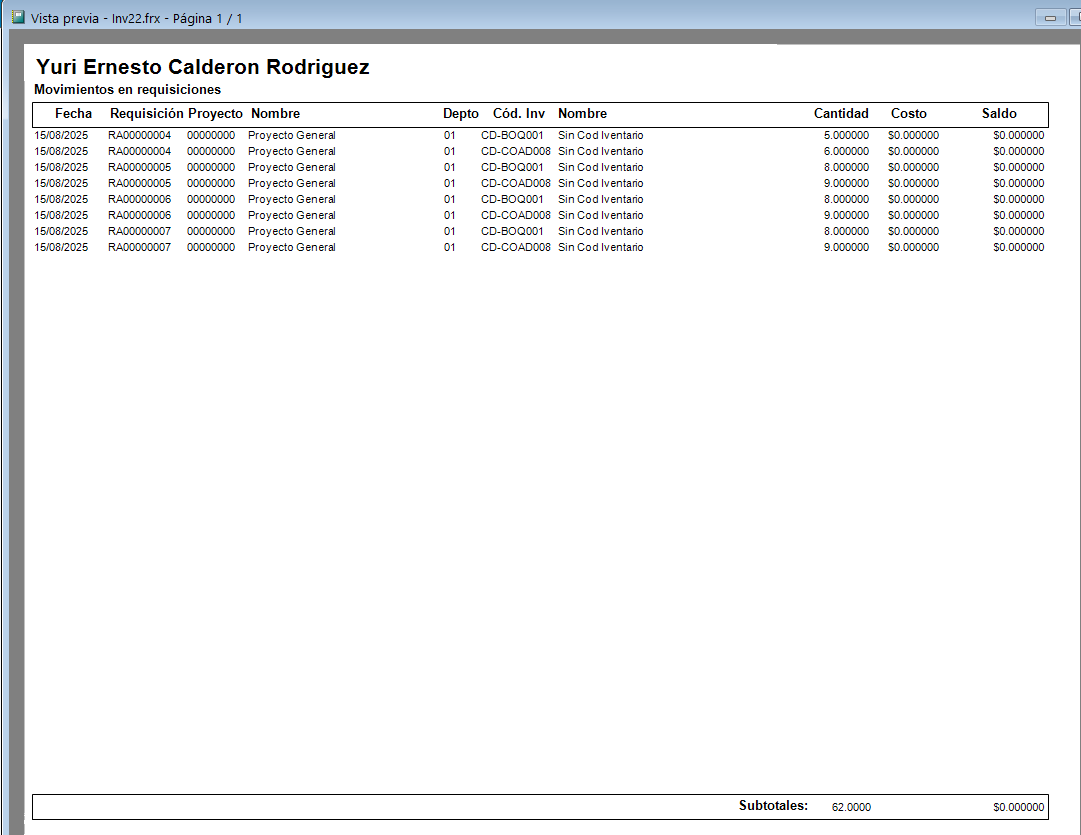 Vista previa - Inv22.frx - Página 1 / 1
Yuri Ernesto Calderon Rodriguez
Movimientos en requisiciones
Fecha Requisición Proyecto Nombre Depto Cód. Inv Nombre Cantidad Costo Saldo
15/08/2025 RA00000004 00000000 Proyecto General 01 CD-BOQ001 Sin Cod Iventario 5.000000 $0.000000 $0.000000
15/08/2025 RA00000004 00000000 Proyecto General 01 CD-COAD008 Sin Cod Iventario 6.000000 $0.000000 $0.000000
15/08/2025 RA00000005 00000000 Proyecto General 01 CD-BOQ001 Sin Cod Iventario 8.000000 $0.000000 $0.000000
15/08/2025 RA00000005 00000000 Proyecto General 01 CD-COAD008 Sin Cod Iventario 9.000000 $0.000000 $0.000000
15/08/2025 RA00000006 00000000 Proyecto General 01 CD-BOQ001 Sin Cod Iventario 8.000000 $0.000000 $0.000000
15/08/2025 RA00000006 00000000 Proyecto General 01 CD-COAD008 Sin Cod Iventario 9.000000 $0.000000 $0.000000
15/08/2025 RA00000007 00000000 Proyecto General 01 CD-BOQ001 Sin Cod Iventario 8.000000 $0.000000 $0.000000
15/08/2025 RA00000007 00000000 Proyecto General 01 CD-COAD008 Sin Cod Iventario 9.000000 $0.000000 $0.000000
Subtotales: 62.0000 $0.000000